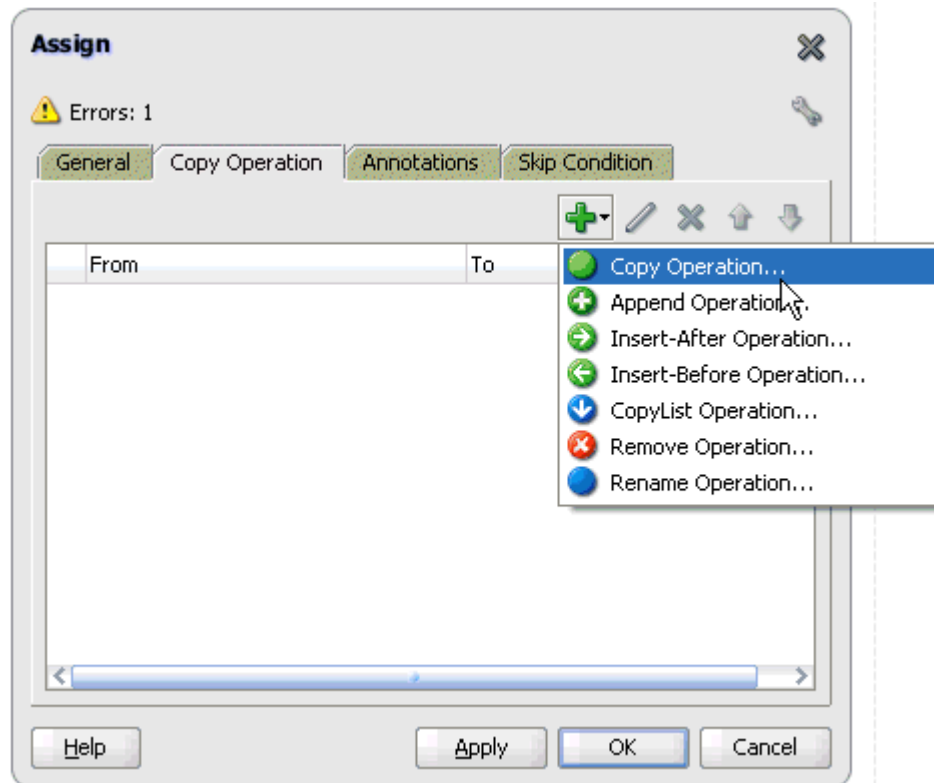 Assign
Errors: 1
General Copy Operation Annotations Skip Condition
From To
Copy Operation...
Append Operation...
Insert-After Operation...
Insert-Before Operation...
CopyList Operation...
Remove Operation...
Rename Operation...
Help Apply OK Cancel